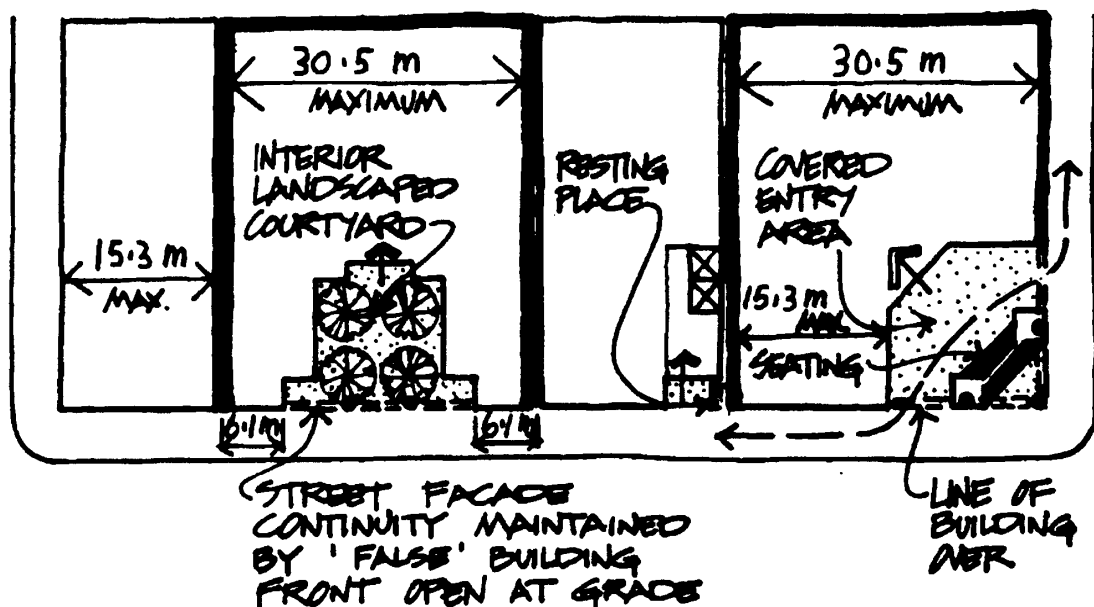 30.5 m
MAXIMUM
30.5 m
MAXIMUM
INTERIOR
LANDSCAPED
COURTYARD
RESTING
PLACE
COVERED
ENTRY
AREA
15.3 m
MAX.
15.3 m
MAX.
SEATING
6.1 m
6.1 m
STREET FACADE
CONTINUITY MAINTAINED
BY 'FALSE' BUILDING
FRONT OPEN AT GRADE
LINE OF
BUILDING
OVER